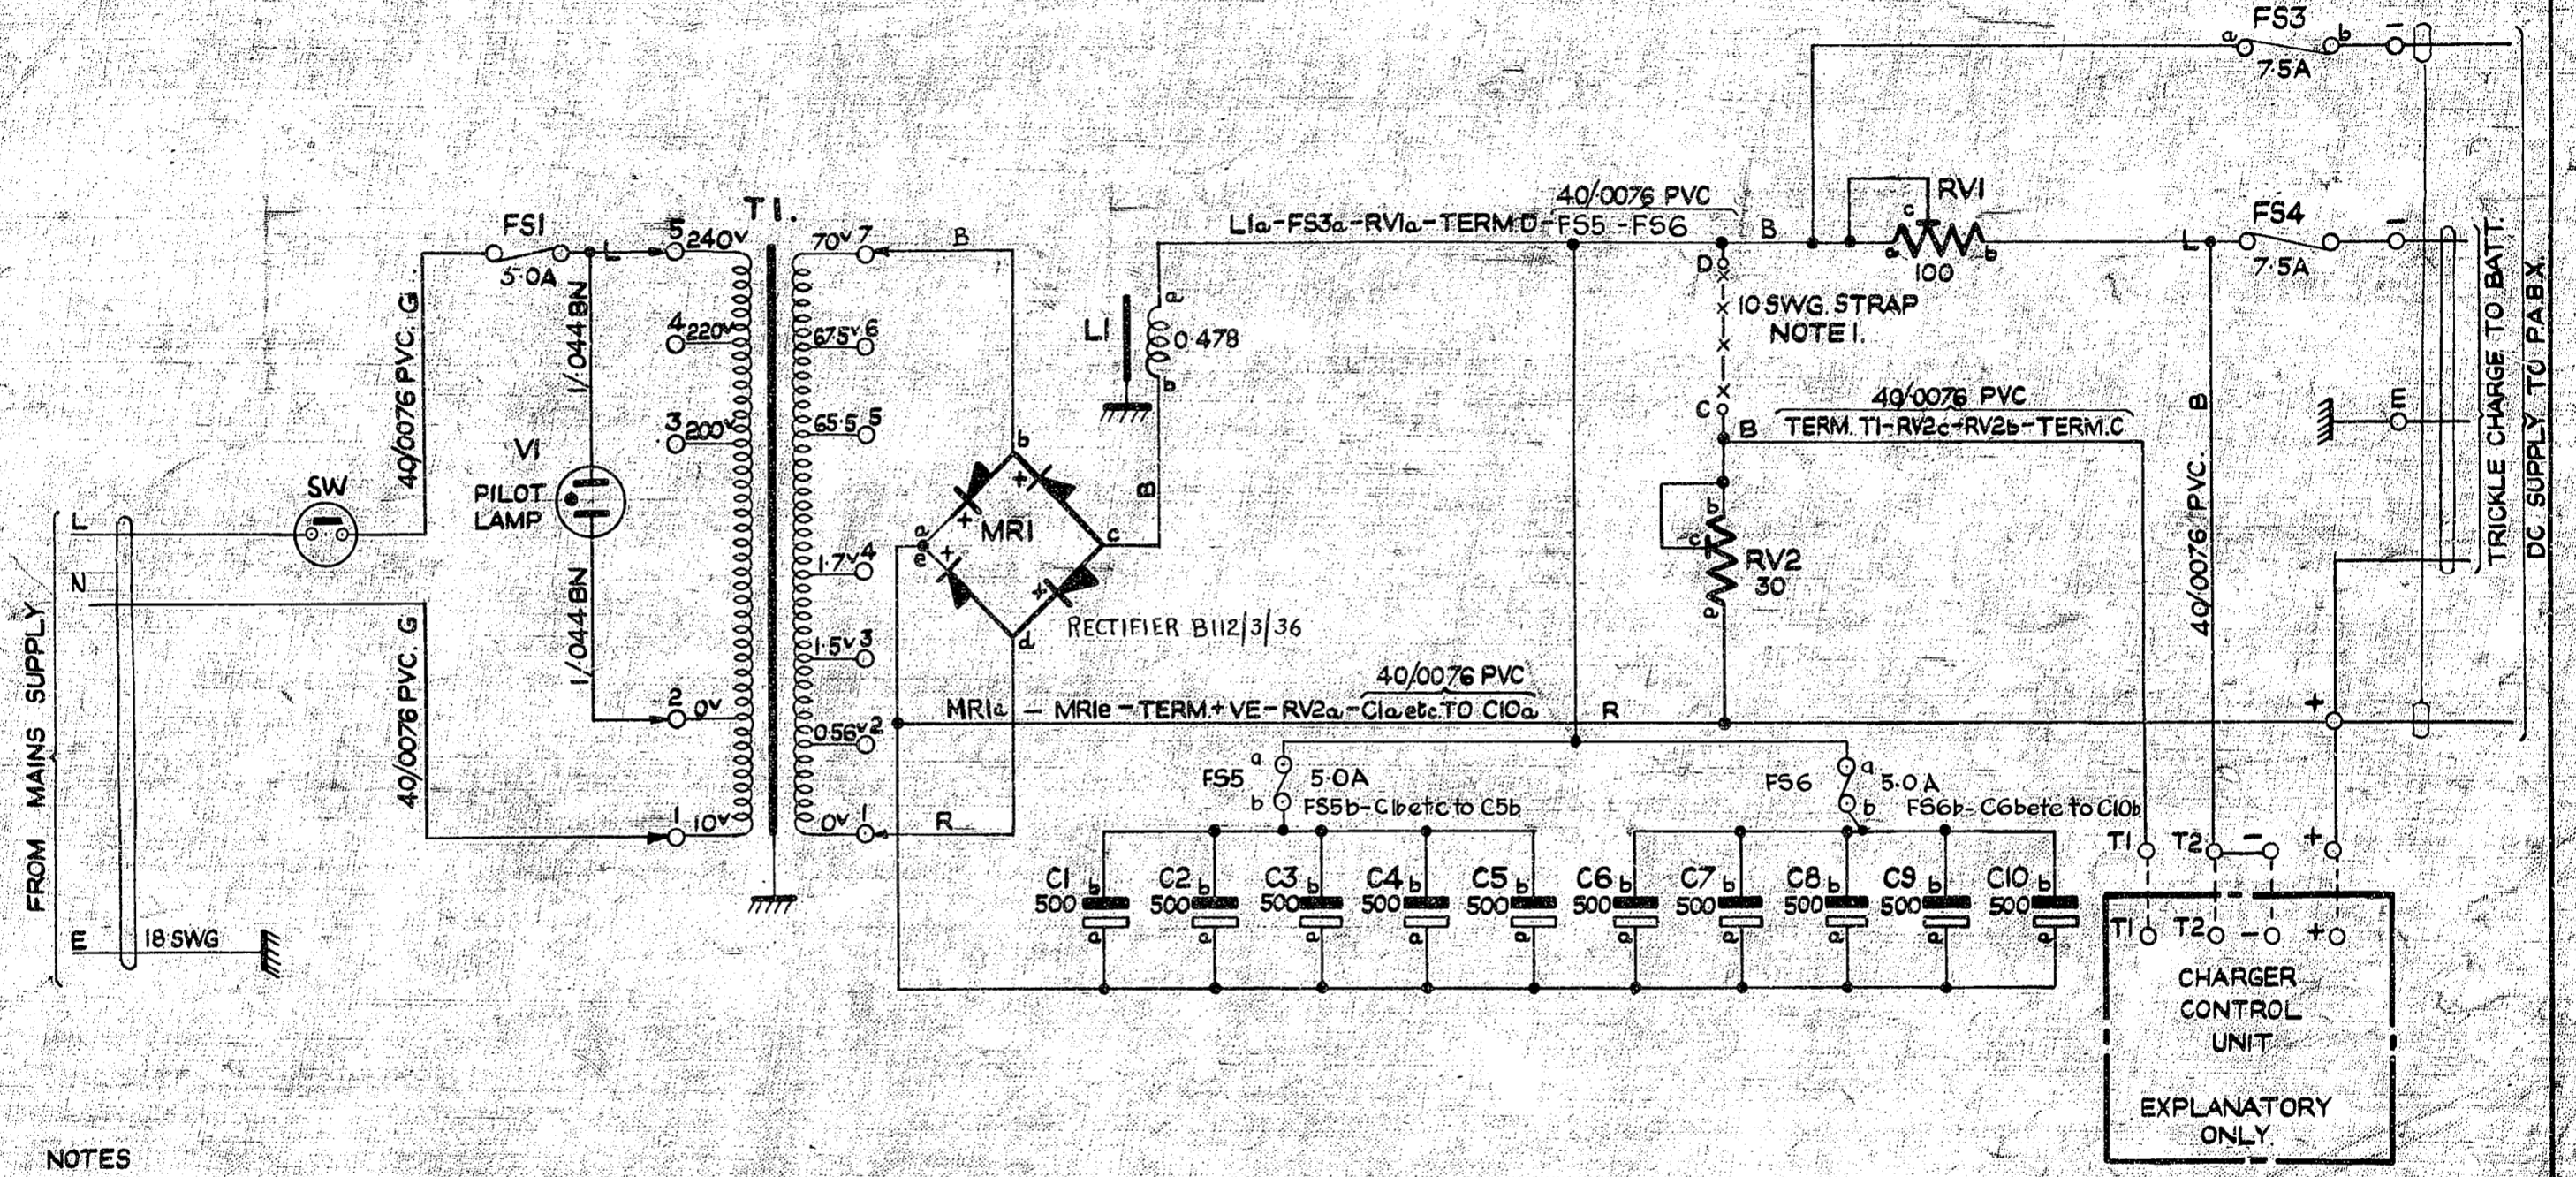 FS3
a
b
−
7·5A
40/0076 PVC
L1a-FS3a-RV1a-TERM.D-FS5.-FS6
B
RV1
c
a
b
100
L
FS4
−
7·5A
T1.
FS1
5·0A
L
5 240V
4 220V
3 200V
2 0V
1 10V
70V 7
67.5V 6
65.5 5
1.7V 4
1.5V 3
0.56V 2
0V 1
B
R
40/0076 PVC. G.
1/.044 BN
V1
PILOT
LAMP
1/.044 BN
SW
L
N
40/0076 PVC. G
E
18 SWG
FROM MAINS SUPPLY
L1
a
0.478
b
B
b
+
+
a
MR1
c
e
+
+
d
RECTIFIER B112/3/36
D
10 SWG. STRAP
NOTE 1.
C
B
40/0076 PVC
TERM. T1-RV2c-RV2b-TERM.C
b
c
RV2
30
a
40/0076 PVC. B
E
TRICKLE CHARGE TO BATT.
DC SUPPLY TO P.A.B.X.
+
40/0076 PVC
MR1a - MR1e - TERM.+VE-RV2a-C1a etc. TO C10a
R
FS5
a
b
5.0A
FS5b-C1b etc to C5b
FS6
a
b
5.0A
FS6b-C6b etc to C10b
C1 b
500
a
C2 b
500
a
C3 b
500
a
C4 b
500
a
C5 b
500
a
C6 b
500
a
C7 b
500
a
C8 b
500
a
C9 b
500
a
C10 b
500
a
T1 T2 − +
T1 T2 − +
CHARGER
CONTROL
UNIT
EXPLANATORY
ONLY.
NOTES